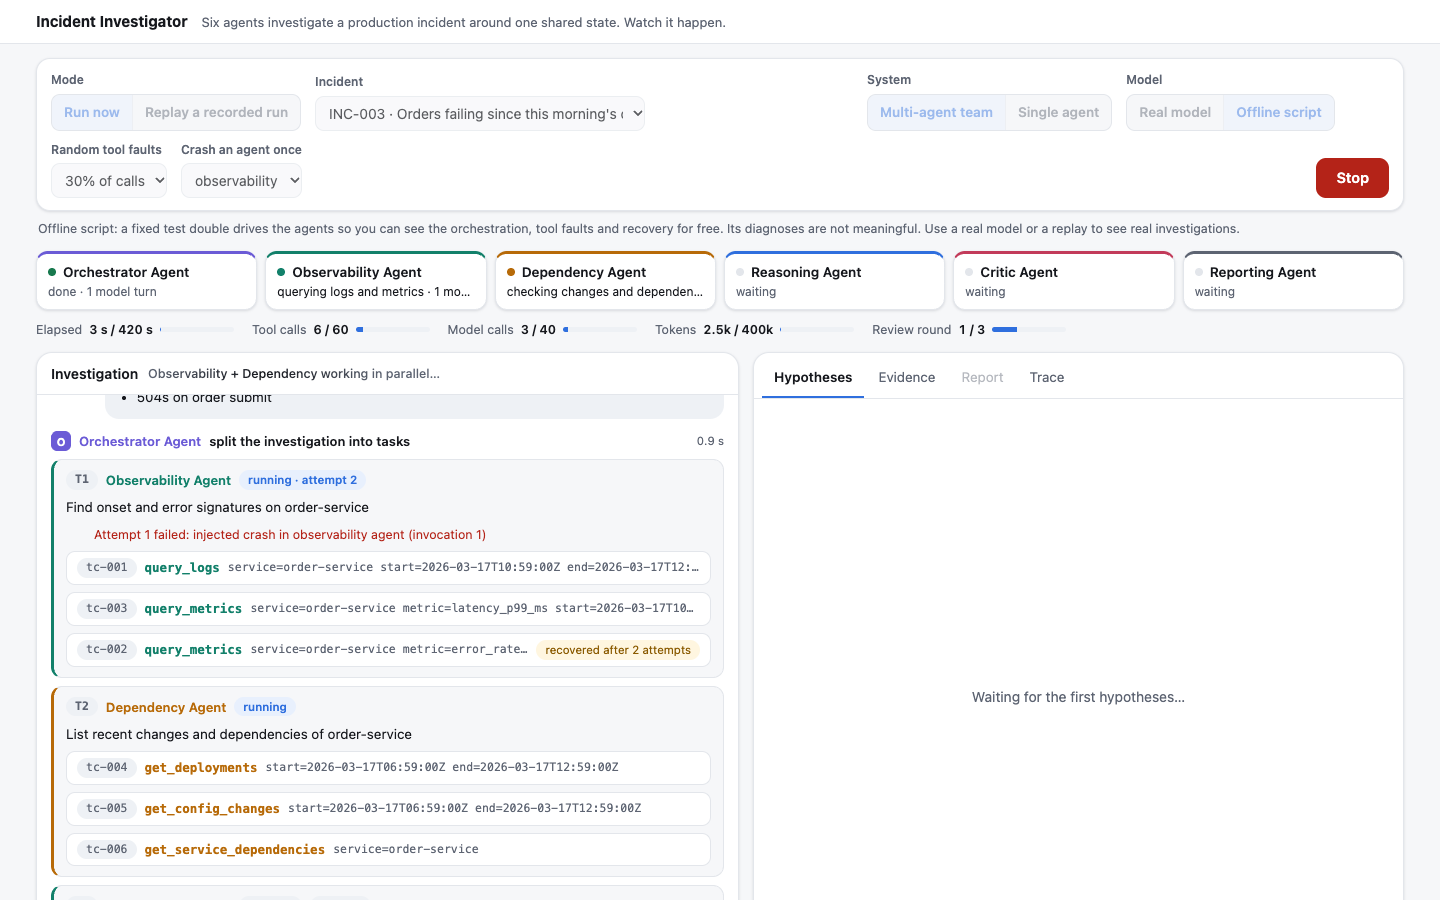 Incident Investigator Six agents investigate a production incident around one shared state. Watch it happen.
Mode
Incident
System
Model
Run now Replay a recorded run
INC-003 · Orders failing since this morning's
Multi-agent team Single agent
Real model Offline script
Random tool faults
Crash an agent once
30% of calls
observability
Stop
Offline script: a fixed test double drives the agents so you can see the orchestration, tool faults and recovery for free. Its diagnoses are not meaningful. Use a real model or a replay to see real investigations.
Orchestrator Agent
done · 1 model turn
Observability Agent
querying logs and metrics · 1 mo...
Dependency Agent
checking changes and dependen...
Reasoning Agent
waiting
Critic Agent
waiting
Reporting Agent
waiting
Elapsed 3 s / 420 s Tool calls 6 / 60 Model calls 3 / 40 Tokens 2.5k / 400k Review round 1 / 3
Investigation Observability + Dependency working in parallel...
• 504s on order submit
O Orchestrator Agent split the investigation into tasks 0.9 s
T1 Observability Agent running · attempt 2
Find onset and error signatures on order-service
Attempt 1 failed: injected crash in observability agent (invocation 1)
tc-001 query_logs service=order-service start=2026-03-17T10:59:00Z end=2026-03-17T12:…
tc-003 query_metrics service=order-service metric=latency_p99_ms start=2026-03-17T10…
tc-002 query_metrics service=order-service metric=error_rate… recovered after 2 attempts
T2 Dependency Agent running
List recent changes and dependencies of order-service
tc-004 get_deployments start=2026-03-17T06:59:00Z end=2026-03-17T12:59:00Z
tc-005 get_config_changes start=2026-03-17T06:59:00Z end=2026-03-17T12:59:00Z
tc-006 get_service_dependencies service=order-service
Hypotheses Evidence Report Trace
Waiting for the first hypotheses...